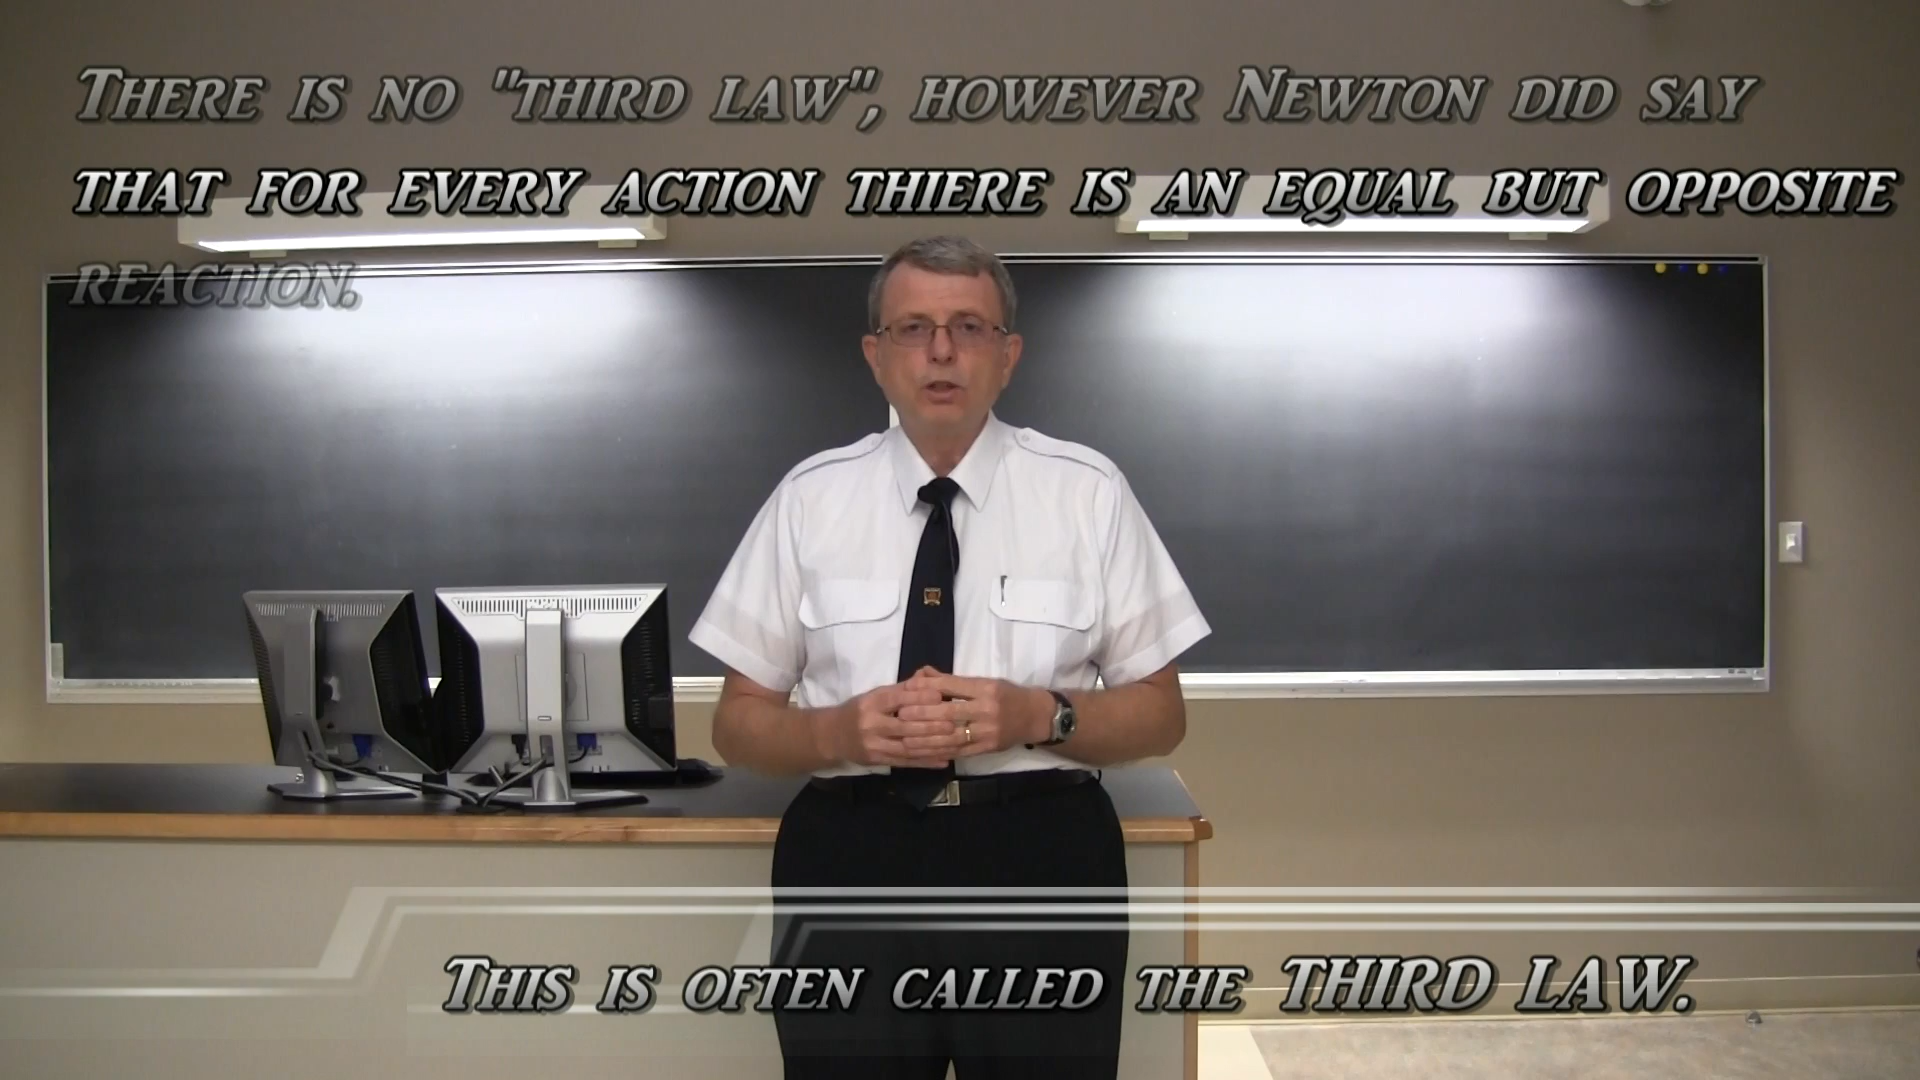 There is no "third law", however Newton did say
that for every action thiere is an equal but opposite
reaction.
This is often called the THIRD LAW.